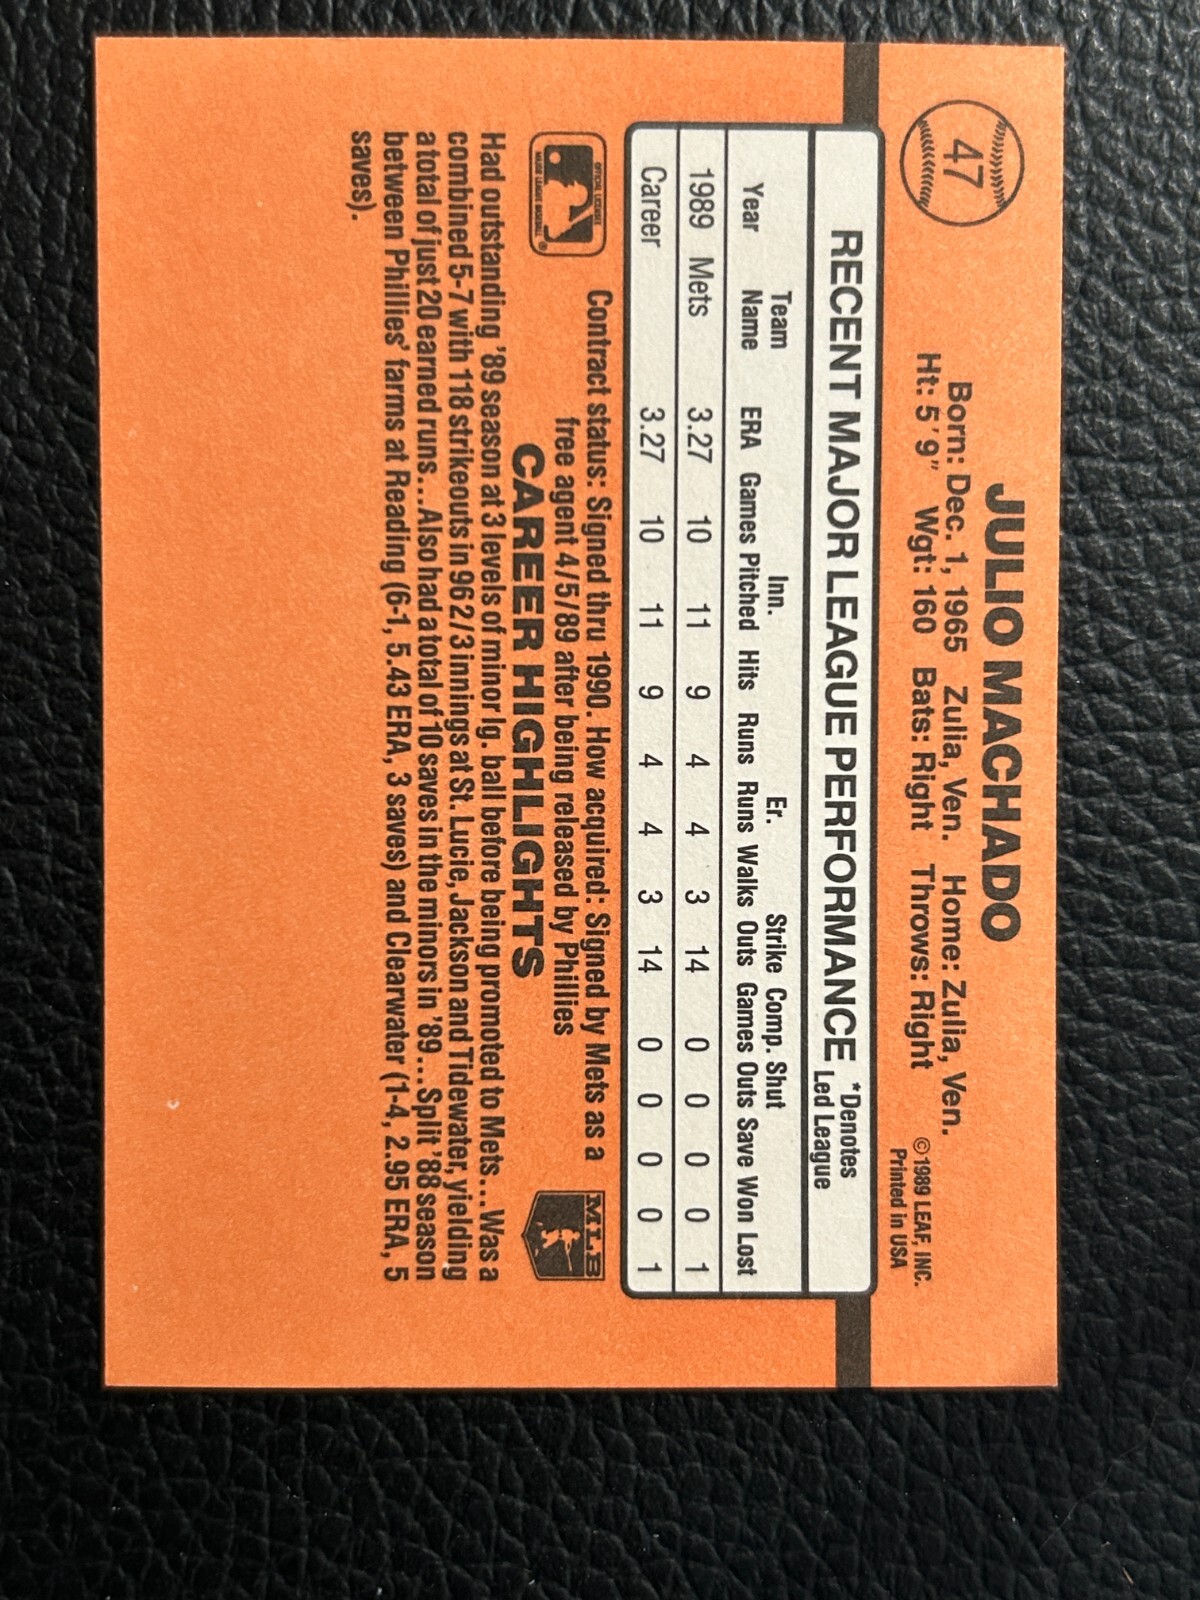 47
JULIO MACHADO
Born: Dec. 1, 1965 Zulia, Ven. Home: Zulia, Ven.
Ht: 5'9" Wgt: 160 Bats: Right Throws: Right
©1989 LEAF, INC.
Printed in USA
RECENT MAJOR LEAGUE PERFORMANCE *Denotes
Led League
Team Inn. Er. Strike Comp. Shut
Year Name ERA Games Pitched Hits Runs Runs Walks Outs Games Outs Save Won Lost
1989 Mets 3.27 10 11 9 4 4 3 14 0 0 0 0 1
Career 3.27 10 11 9 4 4 3 14 0 0 0 0 1
OFFICIAL LICENSEE
MAJOR LEAGUE BASEBALL
®
Contract status: Signed thru 1990. How acquired: Signed by Mets as a
free agent 4/5/89 after being released by Phillies
MLB
CAREER HIGHLIGHTS
Had outstanding '89 season at 3 levels of minor lg. ball before being promoted to Mets...Was a
combined 5-7 with 118 strikeouts in 96 2/3 innings at St. Lucie, Jackson and Tidewater, yielding
a total of just 20 earned runs...Also had a total of 10 saves in the minors in '89...Split '88 season
between Phillies' farms at Reading (6-1, 5.43 ERA, 3 saves) and Clearwater (1-4, 2.95 ERA, 5
saves).